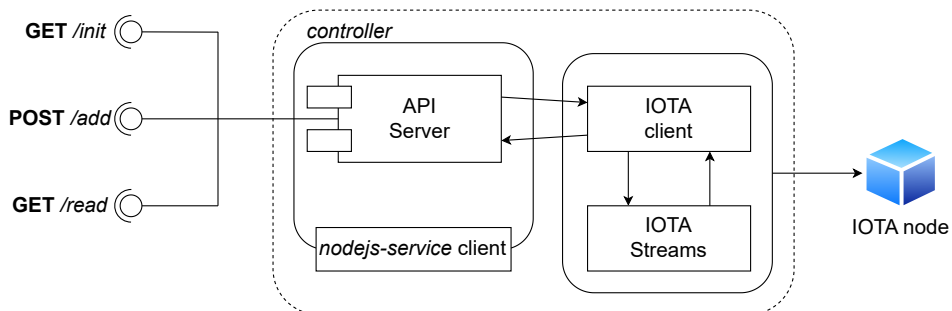 GET /init
POST /add
GET /read
controller
API
Server
nodejs-service client
IOTA
client
IOTA
Streams
IOTA node